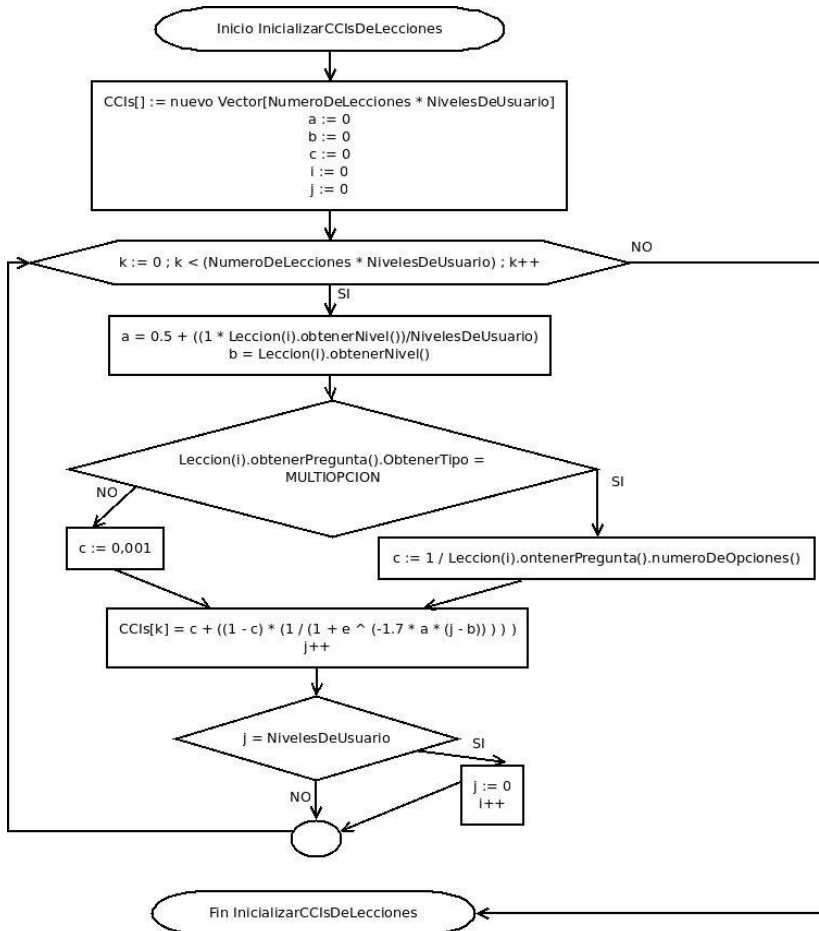 Inicio InicializarCCIsDeLecciones
CCIs[] := nuevo Vector[NumeroDeLecciones * NivelesDeUsuario]
a := 0
b := 0
c := 0
i := 0
j := 0
k := 0 ; k < (NumeroDeLecciones * NivelesDeUsuario) ; k++
NO
SI
a = 0.5 + ((1 * Leccion(i).obtenerNivel())/NivelesDeUsuario)
b = Leccion(i).obtenerNivel()
Leccion(i).obtenerPregunta().ObtenerTipo =
MULTIOPCION
NO
SI
c := 0,001
c := 1 / Leccion(i).ontenerPregunta().numeroDeOpciones()
CCIs[k] = c + ((1 - c) * (1 / (1 + e ^ (-1.7 * a * (j - b)) ) ) )
j++
j = NivelesDeUsuario
SI
j := 0
i++
NO
Fin InicializarCCIsDeLecciones